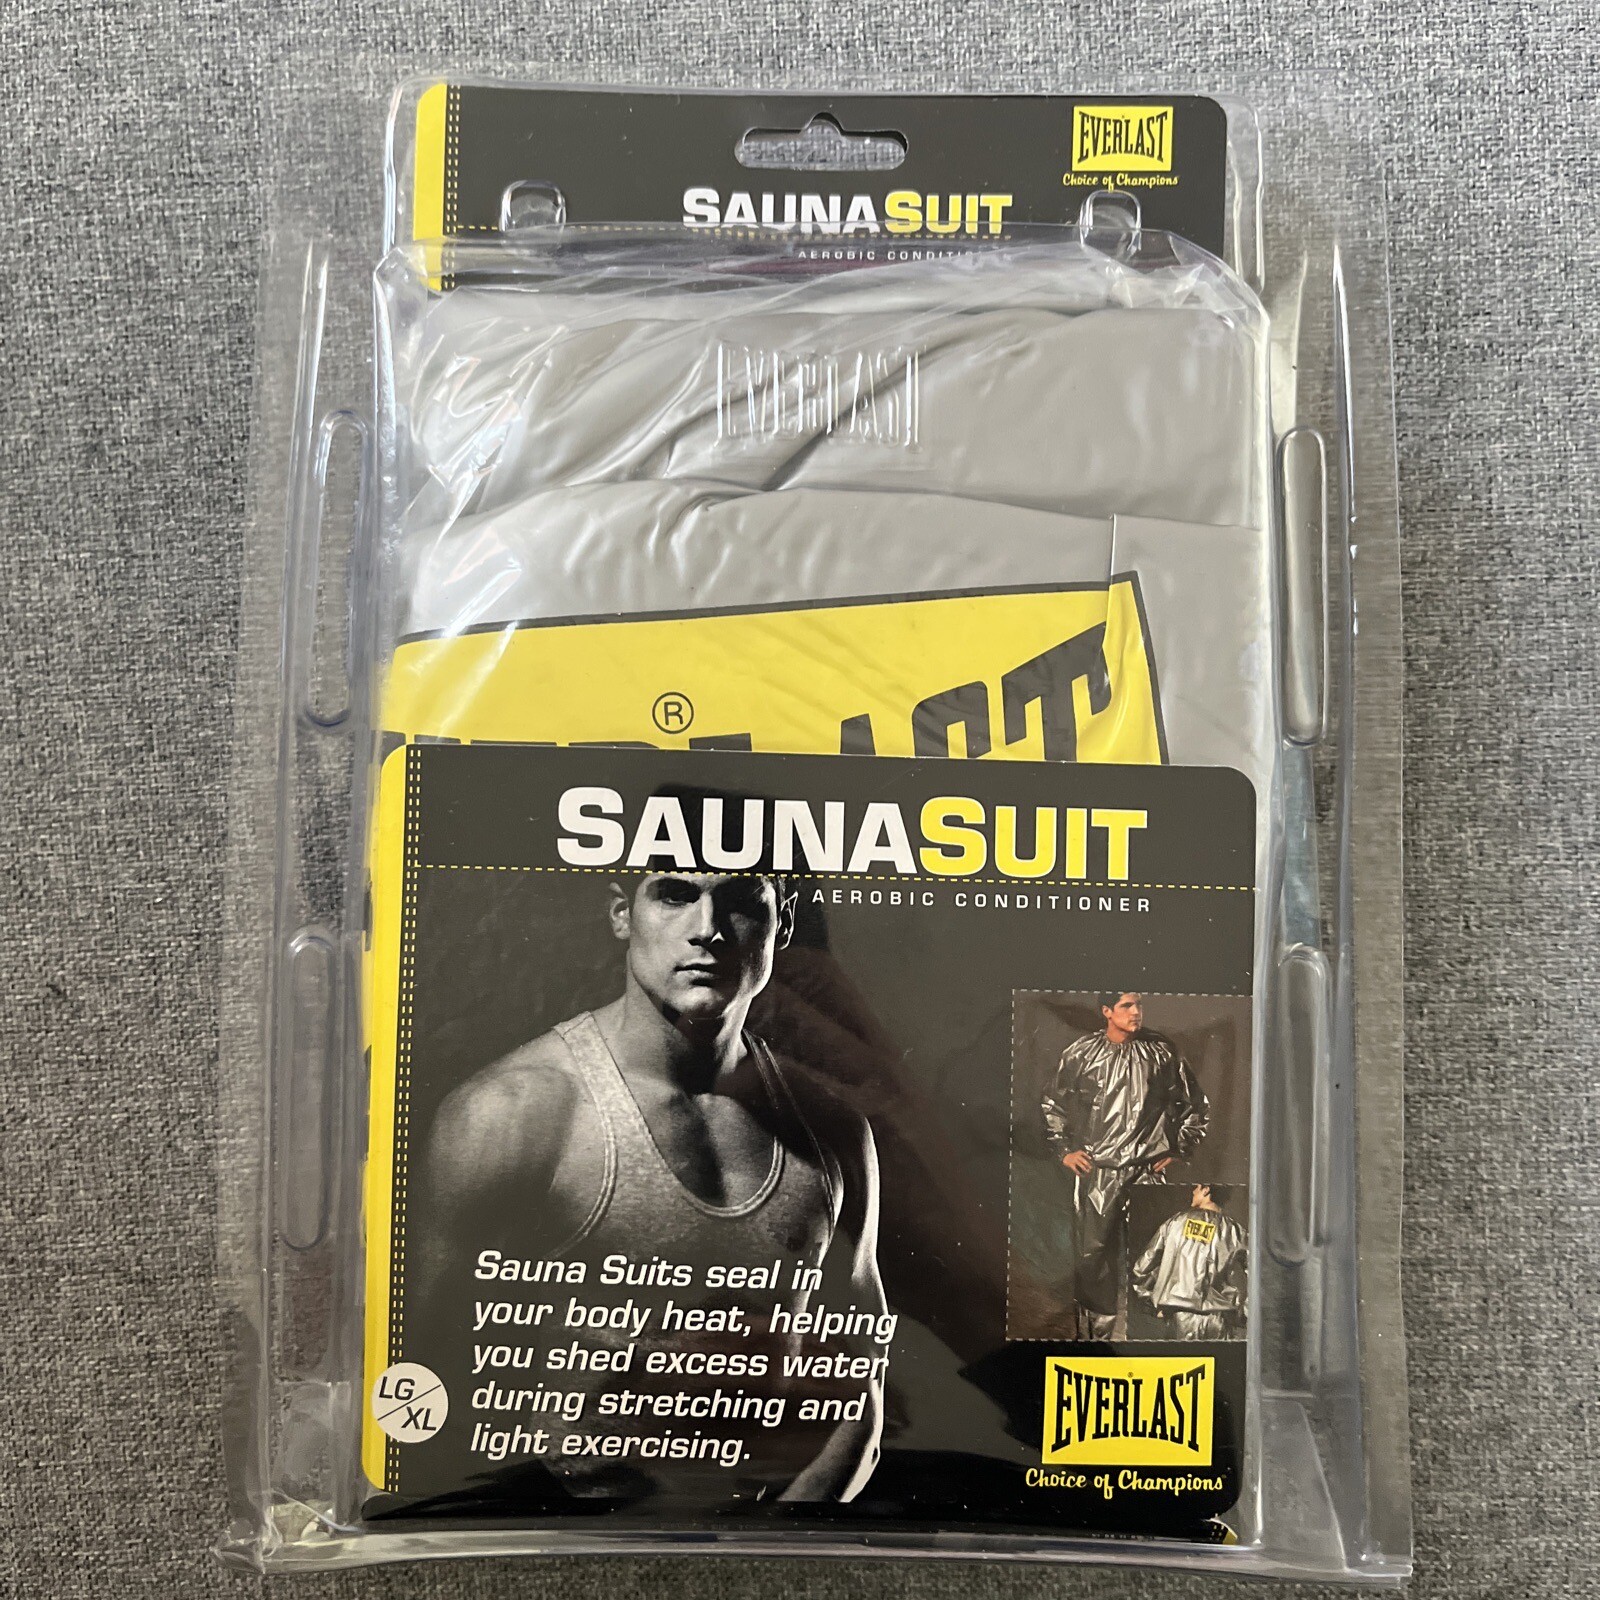 EVERLAST
Choice of Champions
SAUNASUIT
AEROBIC
EVERLAST
®
SAUNASUIT
AEROBIC CONDITIONER
EVERLAST
Sauna Suits seal in
your body heat, helping
you shed excess water
during stretching and
light exercising.
LG/XL
EVERLAST
Choice of Champions